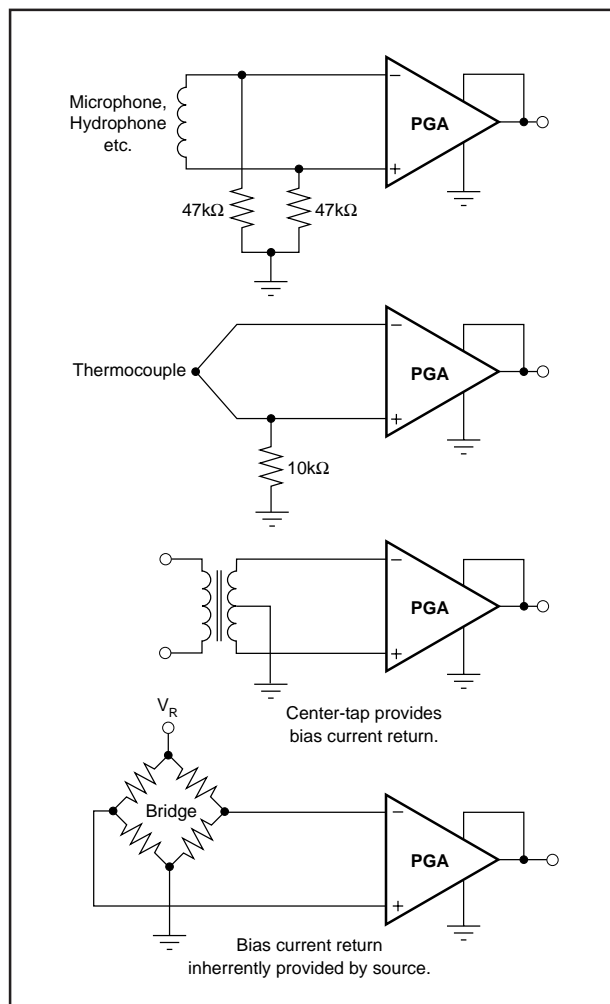 Microphone,
Hydrophone
etc.
−
PGA
+
47kΩ
47kΩ
Thermocouple
−
PGA
+
10kΩ
−
PGA
+
Center-tap provides
bias current return.
VR
Bridge
−
PGA
+
Bias current return
inherrently provided by source.